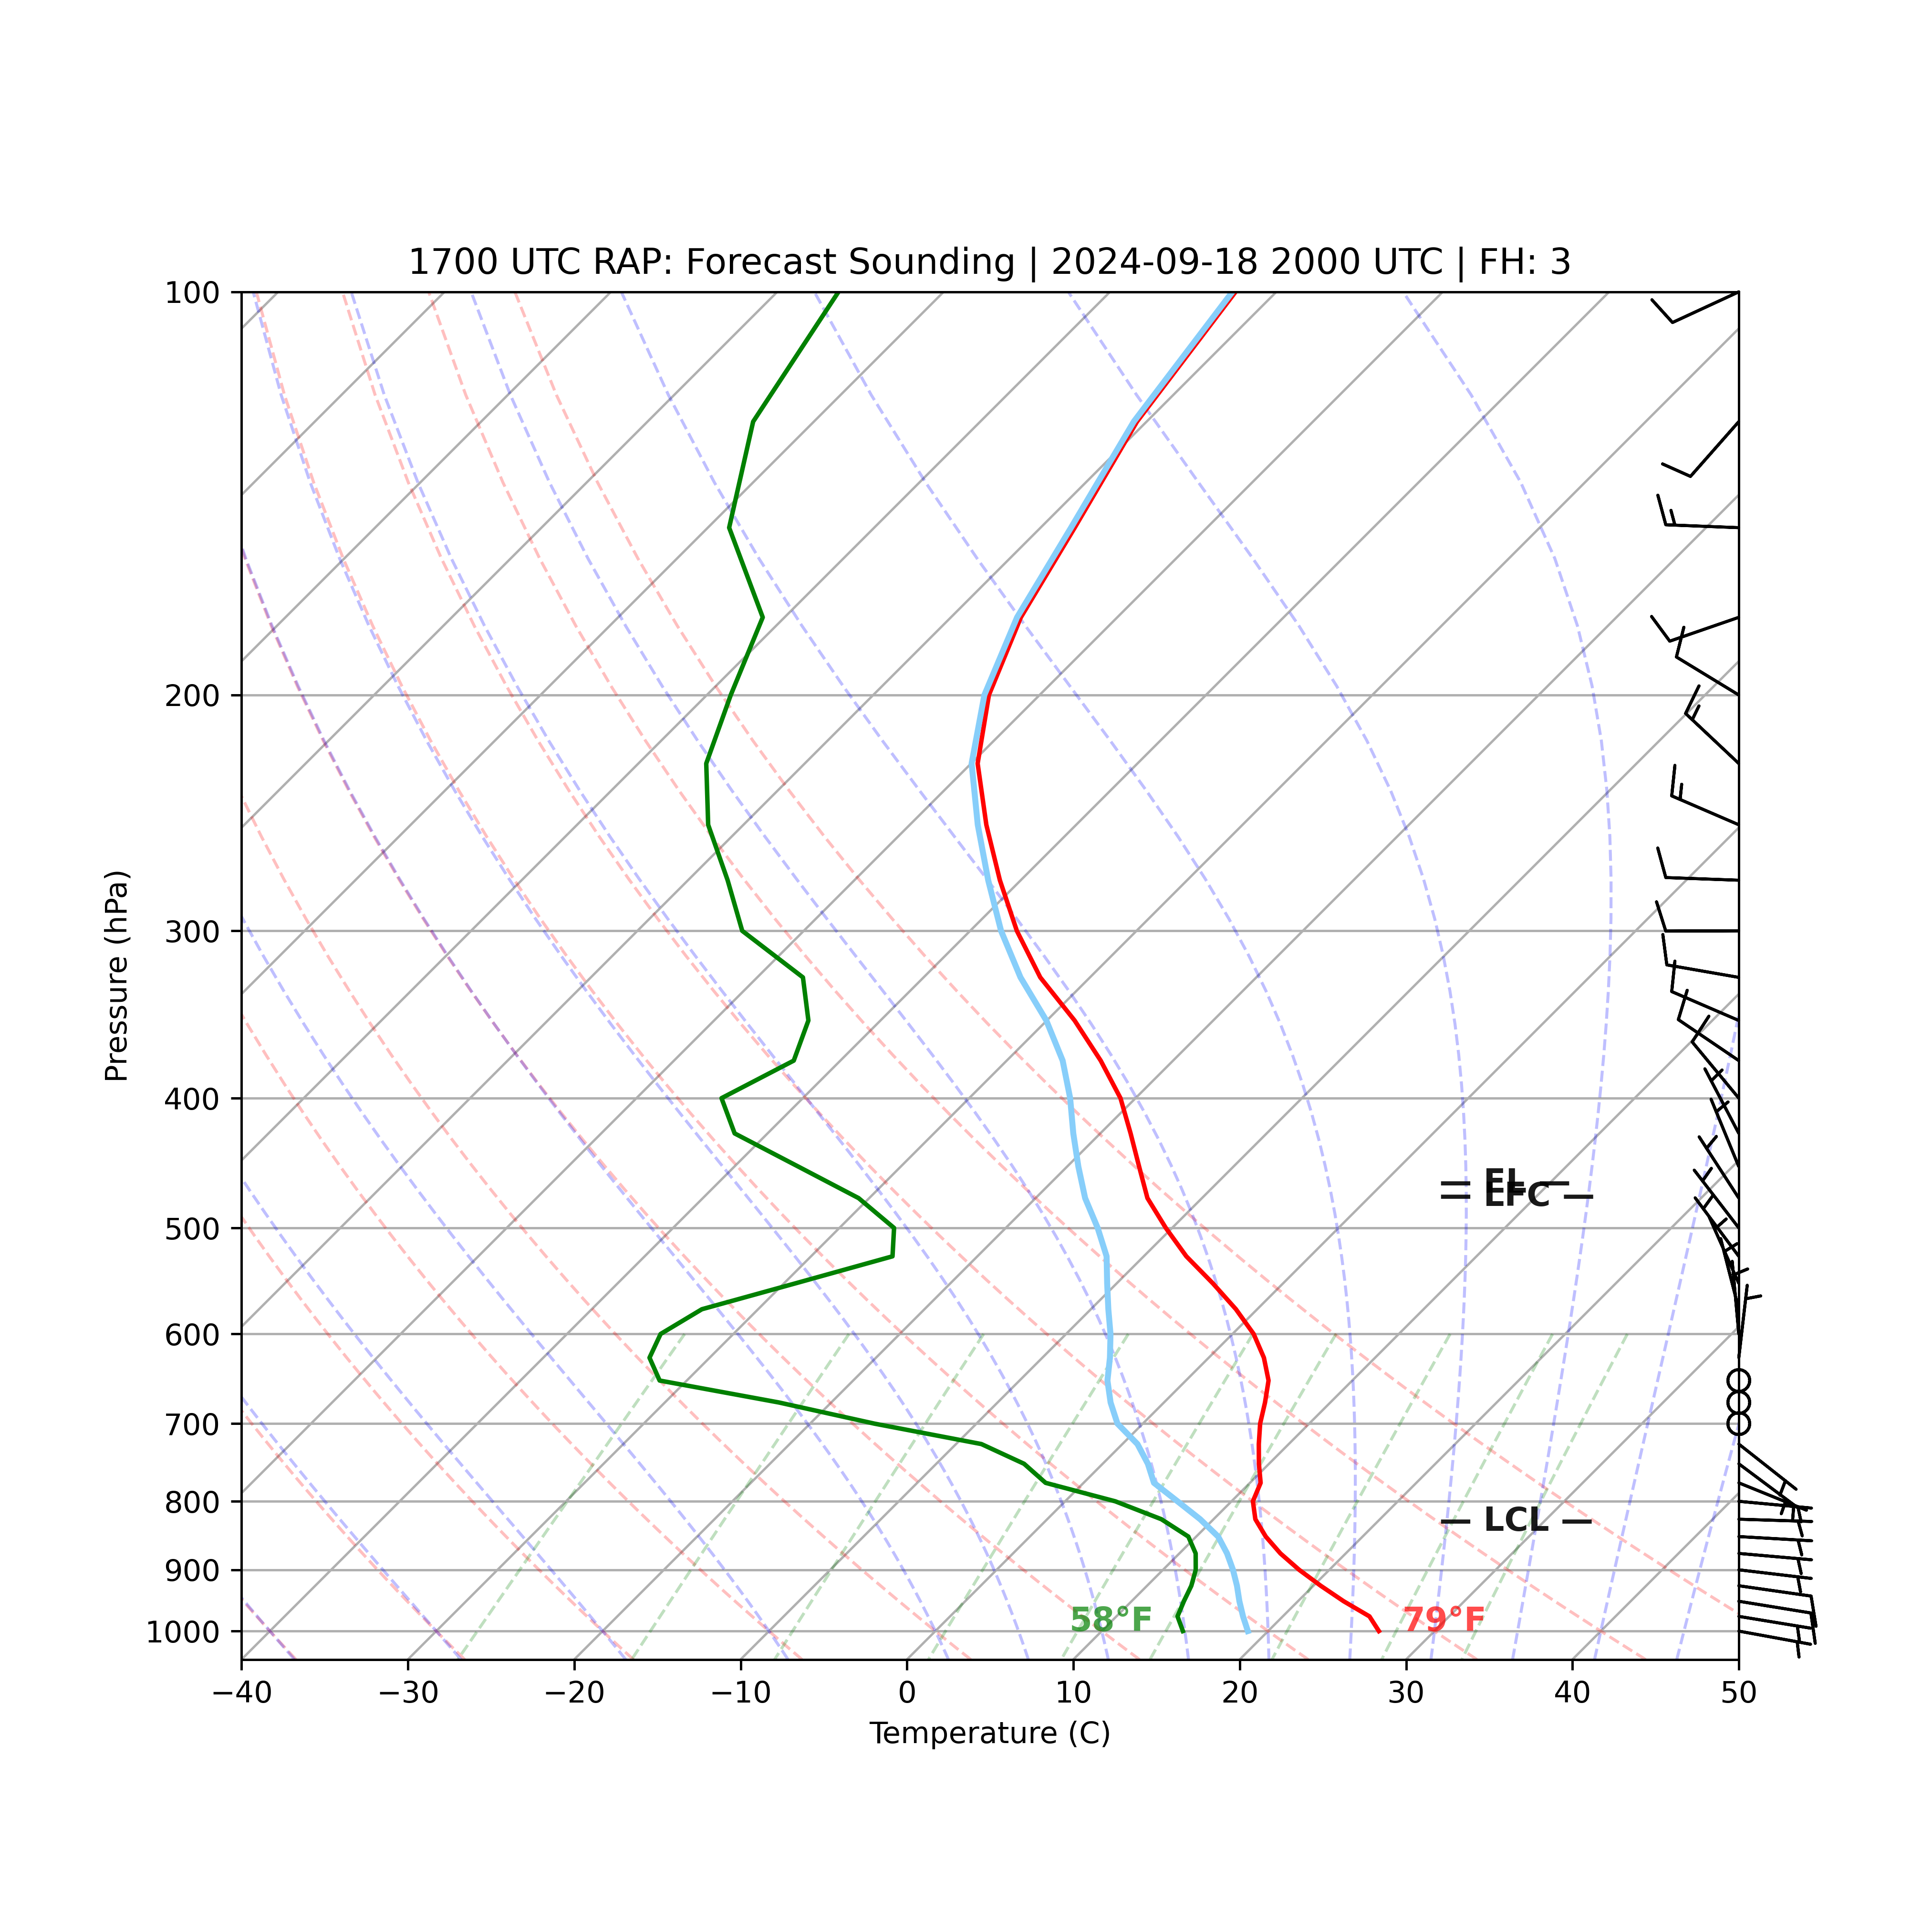 1700 UTC RAP: Forecast Sounding | 2024-09-18 2000 UTC | FH: 3
100
200
300
400
500
600
700
800
900
1000
Pressure (hPa)
— EL —
— LFC —
— LCL —
58°F
79°F
−40
−30
−20
−10
0
10
20
30
40
50
Temperature (C)